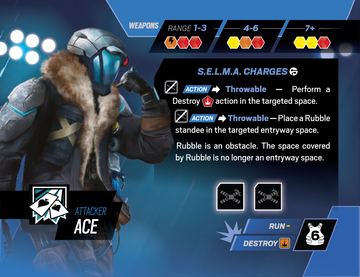 WEAPONS
RANGE 1-3
4-6
7+
S.E.L.M.A. CHARGES
ACTION Throwable — Perform a
Destroy action in the targeted space.
ACTION Throwable — Place a Rubble
standee in the targeted entryway space.
Rubble is an obstacle. The space covered
by Rubble is no longer an entryway space.
ATTACKER
ACE
RUN –
6
DESTROY